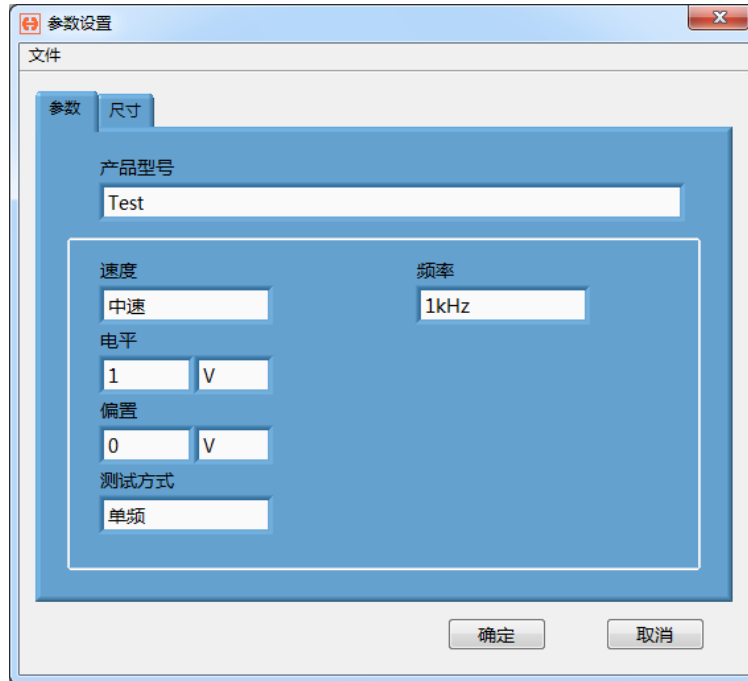 参数设置
文件
参数 尺寸
产品型号
Test
速度 频率
中速 1kHz
电平
1 V
偏置
0 V
测试方式
单频
确定 取消